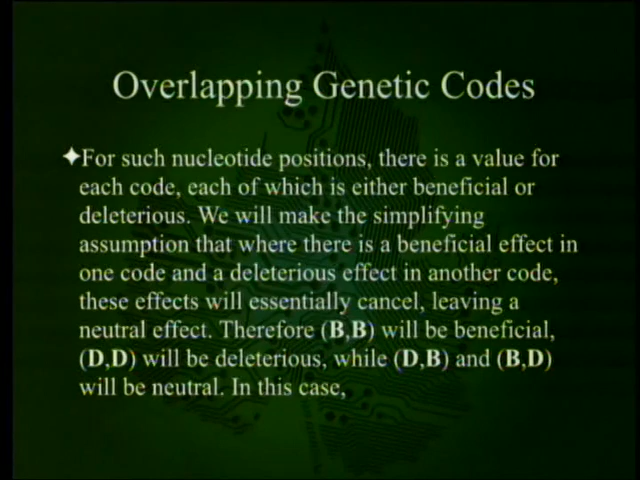 Overlapping Genetic Codes
✦For such nucleotide positions, there is a value for
each code, each of which is either beneficial or
deleterious. We will make the simplifying
assumption that where there is a beneficial effect in
one code and a deleterious effect in another code,
these effects will essentially cancel, leaving a
neutral effect. Therefore (B,B) will be beneficial,
(D,D) will be deleterious, while (D,B) and (B,D)
will be neutral. In this case,